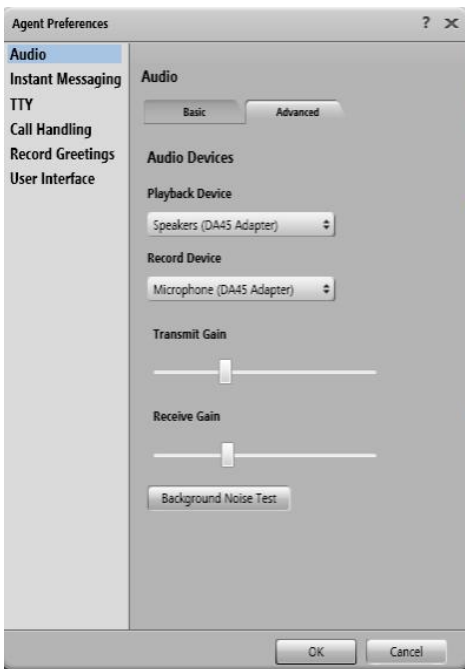 Agent Preferences ? ×
Audio
Instant Messaging
TTY
Call Handling
Record Greetings
User Interface
Audio
Basic Advanced
Audio Devices
Playback Device
Speakers (DA45 Adapter)
Record Device
Microphone (DA45 Adapter)
Transmit Gain
Receive Gain
Background Noise Test
OK Cancel